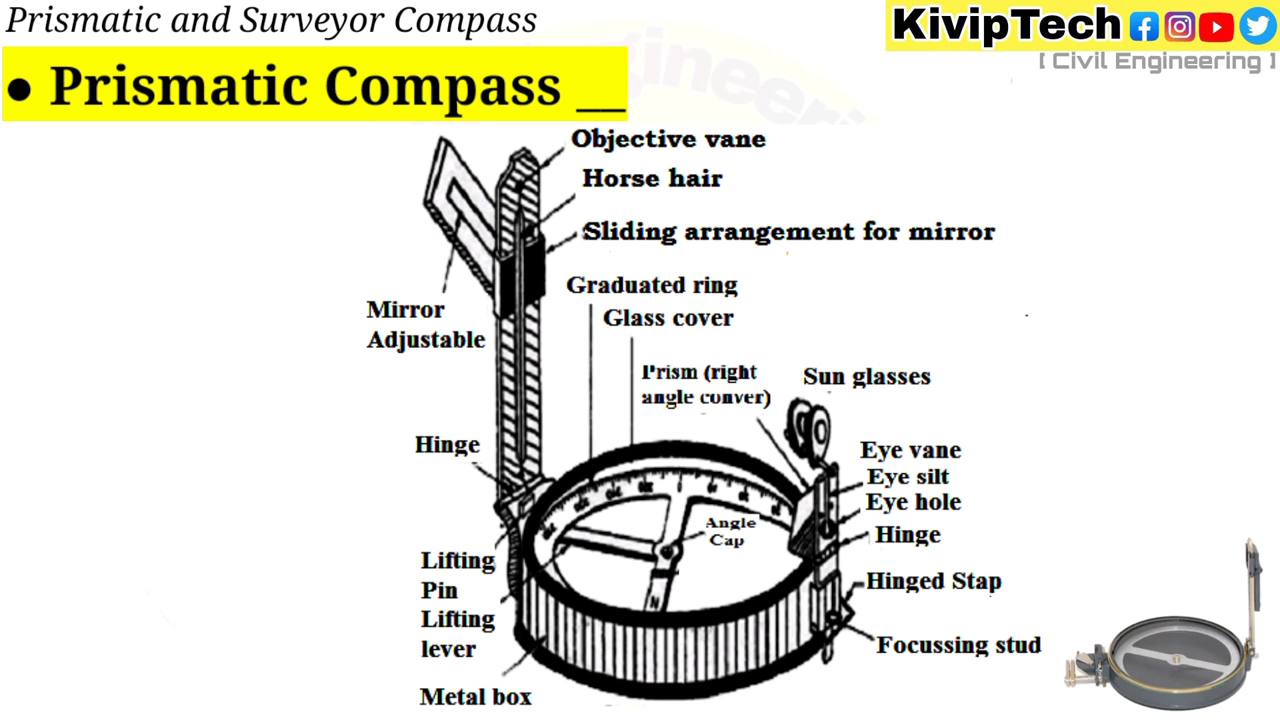 Prismatic and Surveyor Compass
KivipTech
[ Civil Engineering ]
• Prismatic Compass __
Objective vane
Horse hair
Sliding arrangement for mirror
Graduated ring
Glass cover
Mirror
Adjustable
Prism (right
angle conver)
Sun glasses
Hinge
Eye vane
Eye silt
Eye hole
Hinge
Angle
Cap
Lifting
Pin
Hinged Stap
Lifting
lever
Focussing stud
Metal box
N